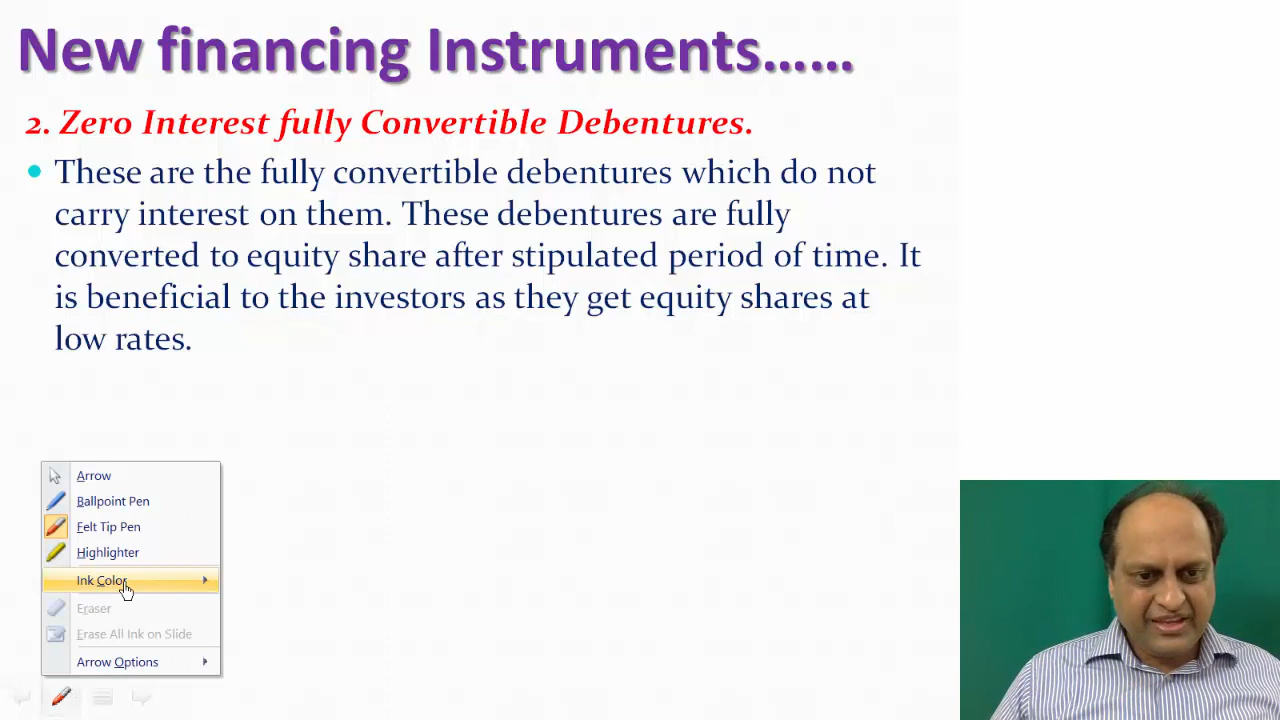 New financing Instruments......
2. Zero Interest fully Convertible Debentures.
These are the fully convertible debentures which do not
carry interest on them. These debentures are fully
converted to equity share after stipulated period of time. It
is beneficial to the investors as they get equity shares at
low rates.
Arrow
Ballpoint Pen
Felt Tip Pen
Highlighter
Ink Color
Eraser
Erase All Ink on Slide
Arrow Options